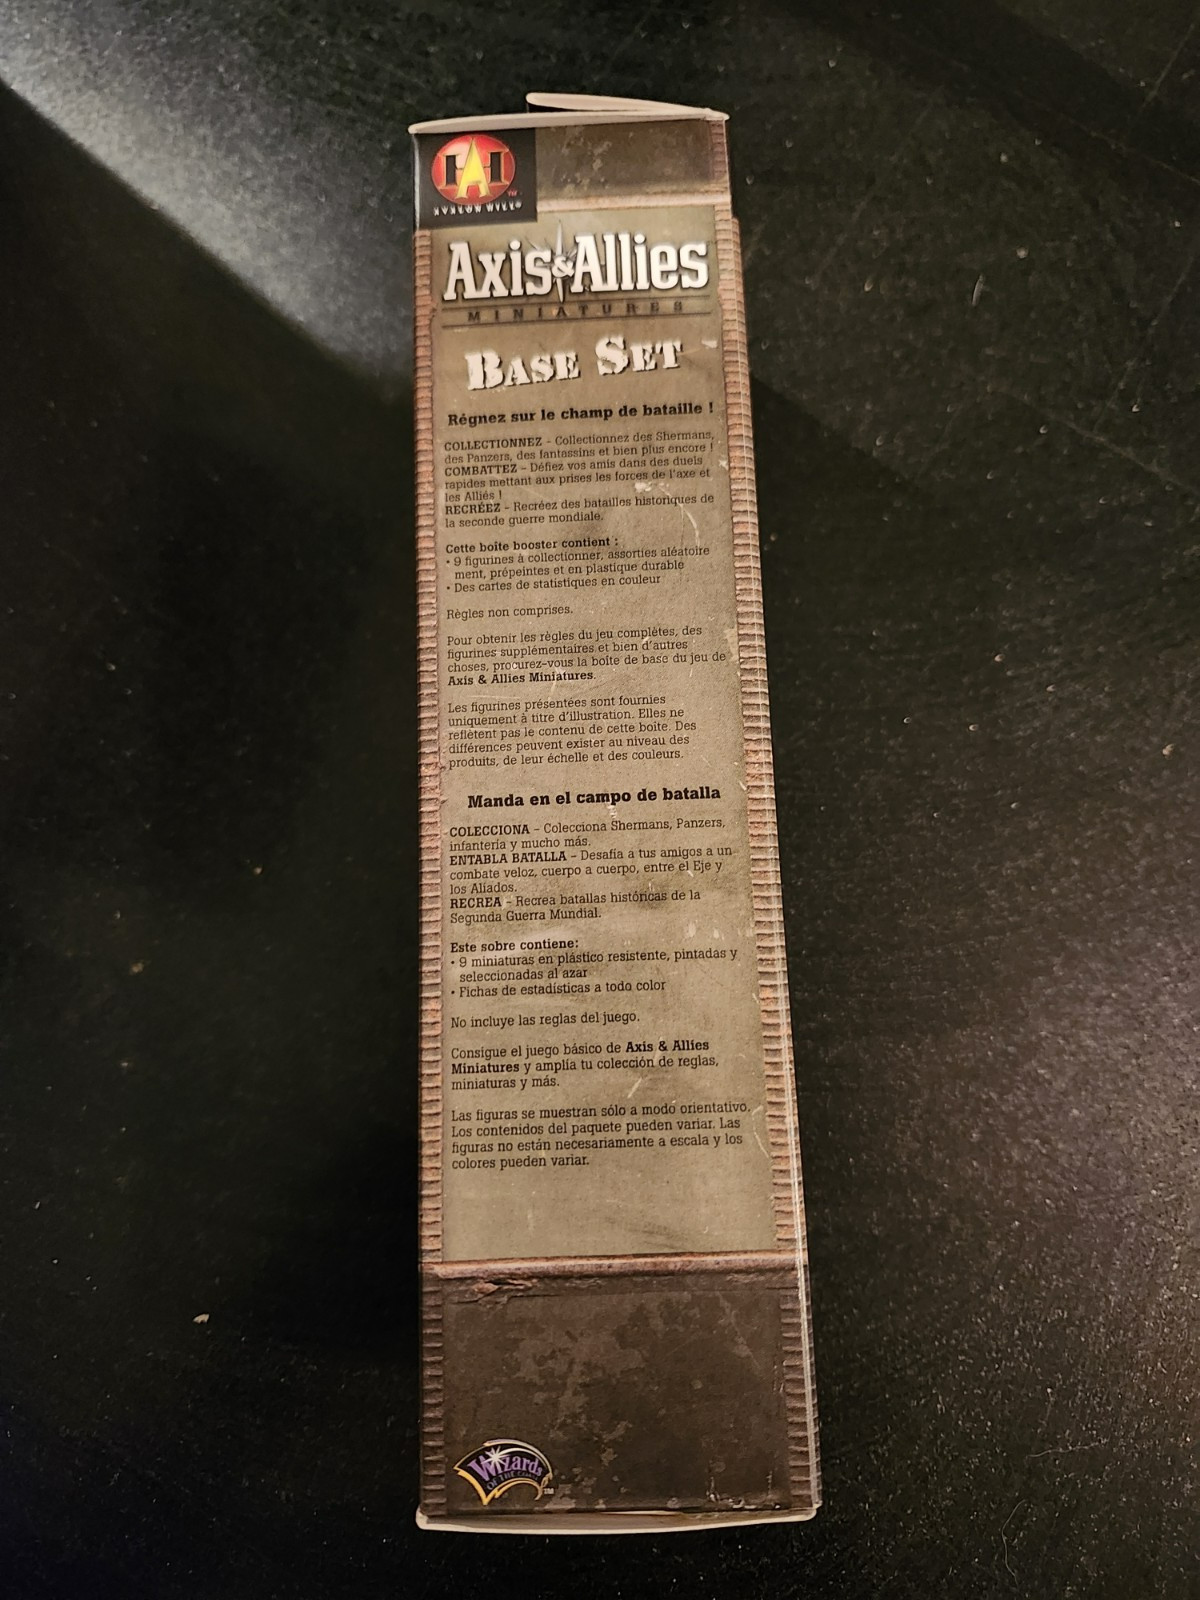 AH
TM
AVALON HILL®
Axis & Allies
MINIATURES
BASE SET
Régnez sur le champ de bataille !
COLLECTIONNEZ – Collectionnez des Shermans,
des Panzers, des fantassins et bien plus encore !
COMBATTEZ – Défiez vos amis dans des duels
rapides mettant aux prises les forces de l'axe et
les Alliés !
RECRÉEZ – Recréez des batailles historiques de
la seconde guerre mondiale.
Cette boîte booster contient :
• 9 figurines à collectionner, assorties aléatoire
ment, prépeintes et en plastique durable
• Des cartes de statistiques en couleur
Règles non comprises.
Pour obtenir les règles du jeu complètes, des
figurines supplémentaires et bien d'autres
choses, procurez-vous la boîte de base du jeu de
Axis & Allies Miniatures.
Les figurines présentées sont fournies
uniquement à titre d'illustration. Elles ne
reflètent pas le contenu de cette boîte. Des
différences peuvent exister au niveau des
produits, de leur échelle et des couleurs.
Manda en el campo de batalla
COLECCIONA – Colecciona Shermans, Panzers,
infantería y mucho más.
ENTABLA BATALLA – Desafía a tus amigos a un
combate veloz, cuerpo a cuerpo, entre el Eje y
los Aliados.
RECREA – Recrea batallas históricas de la
Segunda Guerra Mundial.
Este sobre contiene:
• 9 miniaturas en plástico resistente, pintadas y
seleccionadas al azar
• Fichas de estadísticas a todo color
No incluye las reglas del juego.
Consigue el juego básico de Axis & Allies
Miniatures y amplía tu colección de reglas,
miniaturas y más.
Las figuras se muestran sólo a modo orientativo.
Los contenidos del paquete pueden variar. Las
figuras no están necesariamente a escala y los
colores pueden variar.
Wizards
OF THE COAST
TM